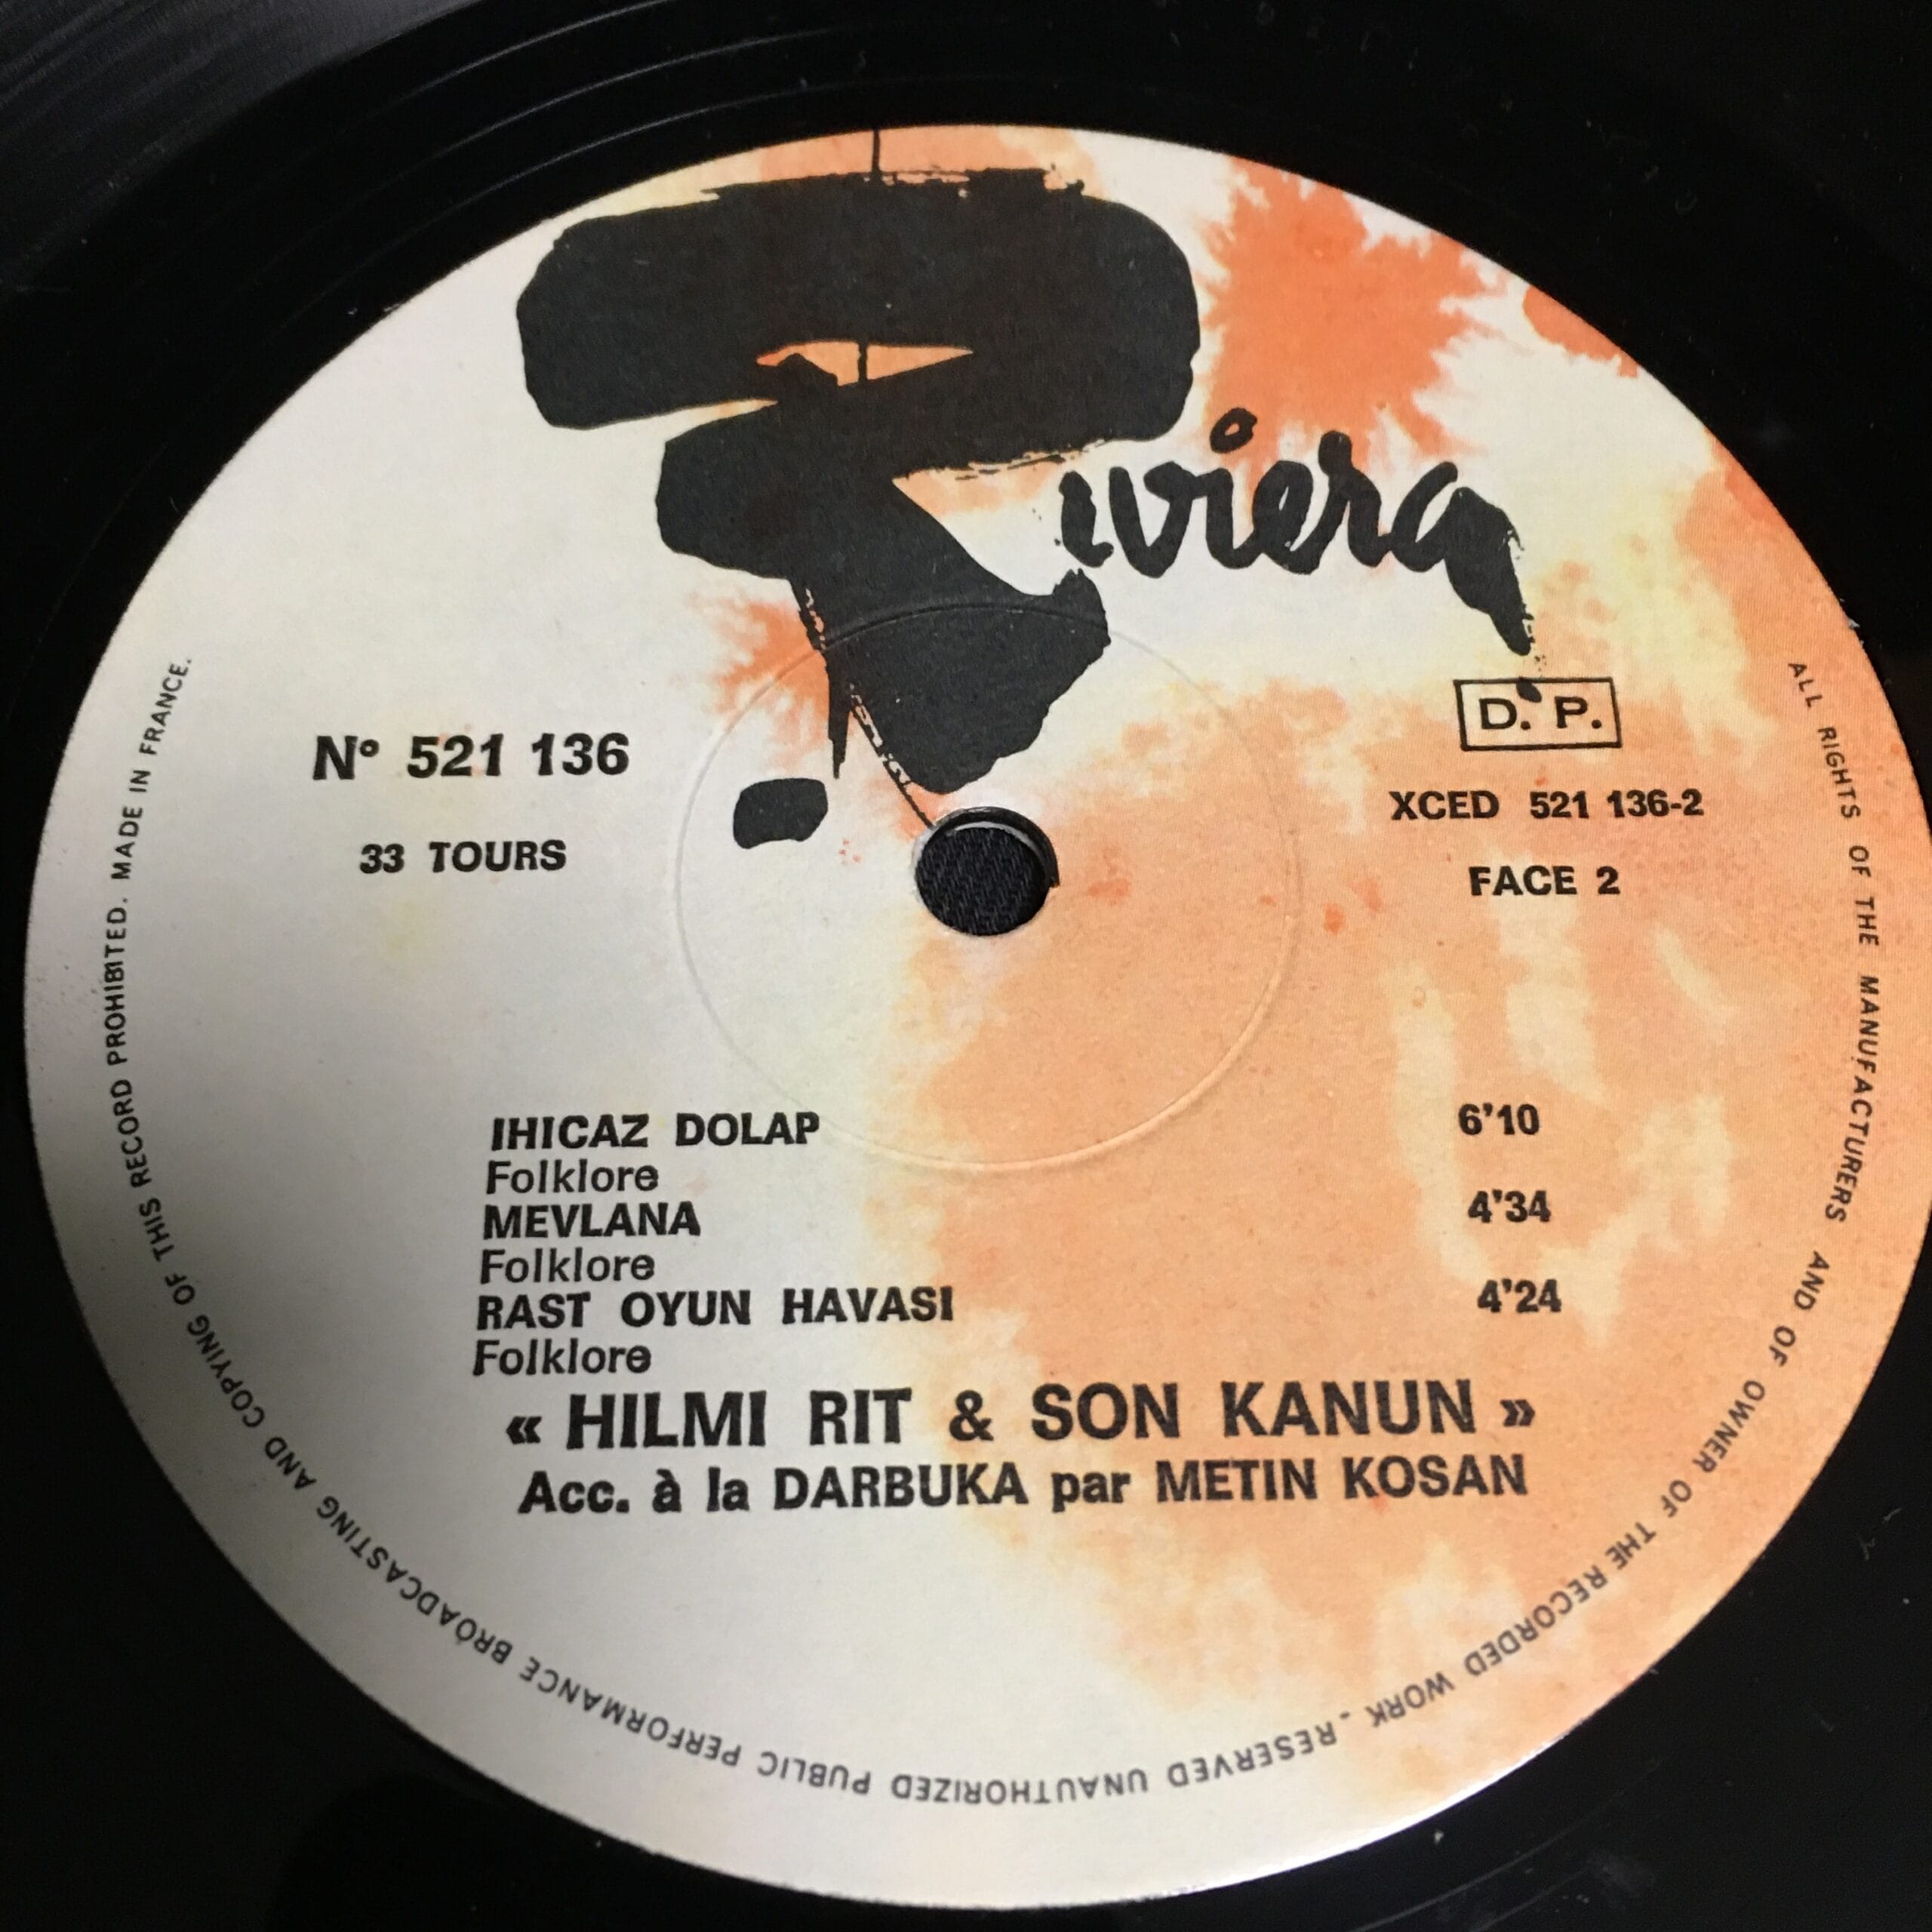 Riviera
N° 521 136
33 TOURS
D. P.
XCED 521 136-2
FACE 2
IHICAZ DOLAP 6'10
Folklore
MEVLANA 4'34
Folklore
RAST OYUN HAVASI 4'24
Folklore
« HILMI RIT & SON KANUN »
Acc. à la DARBUKA par METIN KOSAN
ALL RIGHTS OF THE MANUFACTURERS AND OF OWNER OF THE RECORDED WORK - RESERVED UNAUTHORIZED PUBLIC PERFORMANCE BROADCASTING AND COPYING OF THIS RECORD PROHIBITED. MADE IN FRANCE.